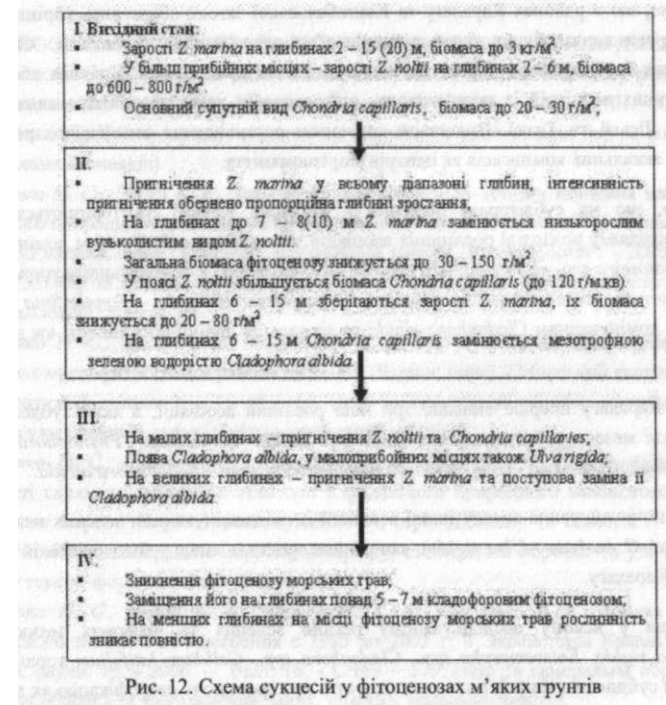 І. Вихідний стан:
▪ Зарості Z. marina на глибинах 2 – 15 (20) м, біомаса до 3 кг/м².
▪ У більш прибійних місцях – зарості Z. noltii на глибинах 2 – 6 м, біомаса
до 600 – 800 г/м².
▪ Основний супутній вид Chondria capillaris, біомаса до 20 – 30 г/м²;
ІІ.
▪ Пригнічення Z. marina у всьому діапазоні глибин, інтенсивність
пригнічення обернено пропорційна глибині зростання;
▪ На глибинах до 7 – 8(10) м Z. marina замінюється низькорослим
вузьколистим видом Z. noltii.
▪ Загальна біомаса фітоценозу знижується до 30 – 150 г/м².
▪ У поясі Z. noltii збільшується біомаса Chondria capillaris (до 120 г/м.кв)
▪ На глибинах 6 – 15 м зберігаються зарості Z. marina, їх біомаса
знижується до 20 – 80 г/м²
▪ На глибинах 6 – 15 м Chondria capillaris замінюється мезотрофною
зеленою водорістю Cladophora albida.
ІІІ.
▪ На малих глибинах – пригнічення Z. noltii та Chondria capillaries;
▪ Поява Cladophora albida, у малоприбойних місцях також Ulva rigida;
▪ На великих глибинах – пригнічення Z. marina та поступова заміна її
Cladophora albida.
IV.
▪ Зникнення фітоценозу морських трав;
▪ Заміщення його на глибинах понад 5 – 7 м кладофоровим фітоценозом;
▪ На менших глибинах на місці фітоценозу морських трав рослинність
зникає повністю.
Рис. 12. Схема сукцесій у фітоценозах м’яких ґрунтів